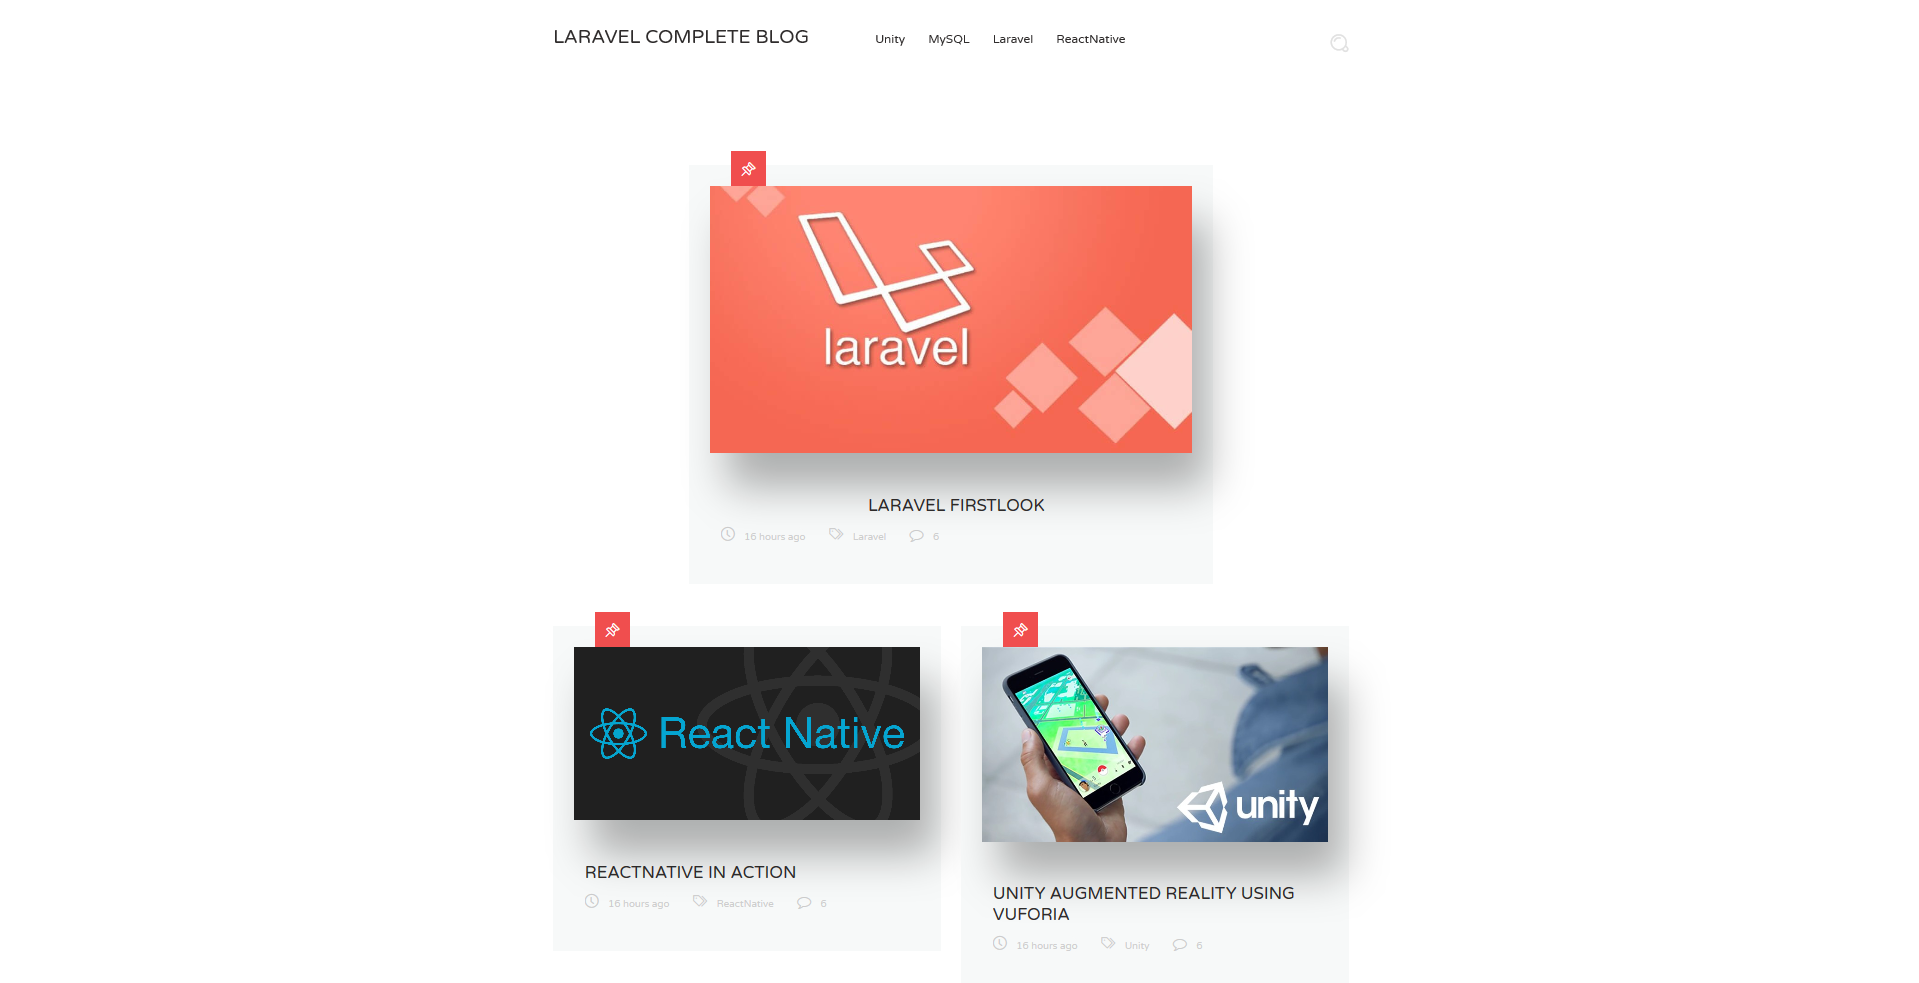 LARAVEL COMPLETE BLOG
Unity MySQL Laravel ReactNative
laravel
LARAVEL FIRSTLOOK
16 hours ago Laravel 6
React Native
REACTNATIVE IN ACTION
16 hours ago ReactNative 6
unity
UNITY AUGMENTED REALITY USING
VUFORIA
16 hours ago Unity 6